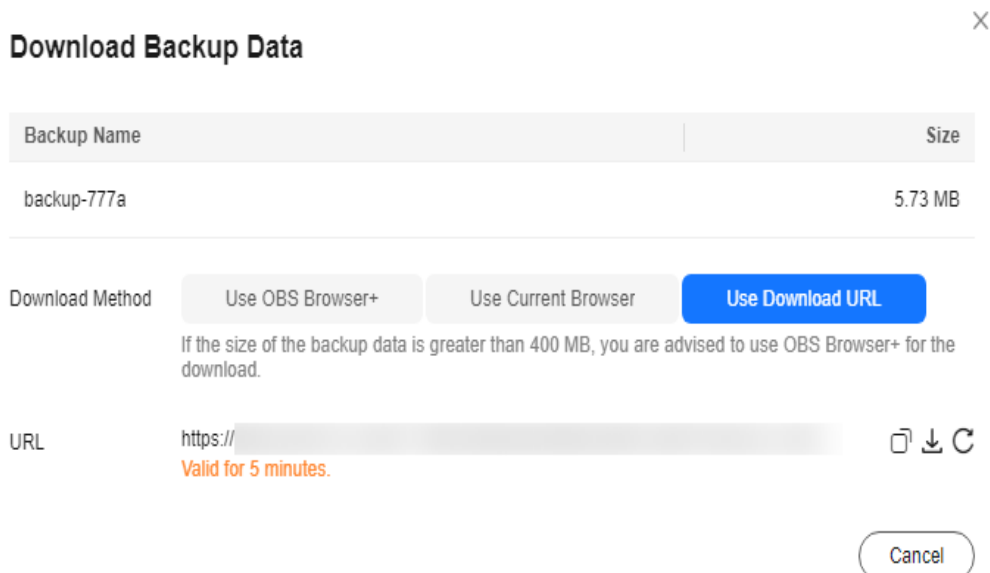 Download Backup Data
Backup Name Size
backup-777a 5.73 MB
Download Method Use OBS Browser+ Use Current Browser Use Download URL
If the size of the backup data is greater than 400 MB, you are advised to use OBS Browser+ for the
download.
URL https://
Valid for 5 minutes.
Cancel